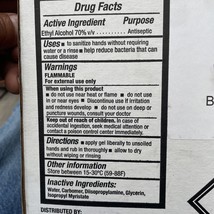 Drug Facts
Active Ingredient Purpose
Ethyl Alcohol 70% v/v Antiseptic
Uses ■ to sanitize hands without requiring
water or a rinse ■ help reduce bacteria that can
cause disease
Warnings
FLAMMABLE
For external use only
When using this product
■ do not use near heat or flame ■ do not use
in or near eyes ■ Discontinue use if irritation
and redness develop ■ do not use on deep or
puncture wounds, consult your doctor.
Keep out of reach of children. In case of
accidental ingestion, seek medical attention or
contact a poison control center immediately.
Directions ■ apply gel liberally to unsoiled
hands and rub in thoroughly ■ allow to dry
without wiping or rinsing
Other information
Store between 15-30ºC (59-86F)
Inactive Ingredients:
Water, Carbomer, Diisopropylamine, Glycerin,
Propropyl Myristate
DISTRIBUTED BY:
B